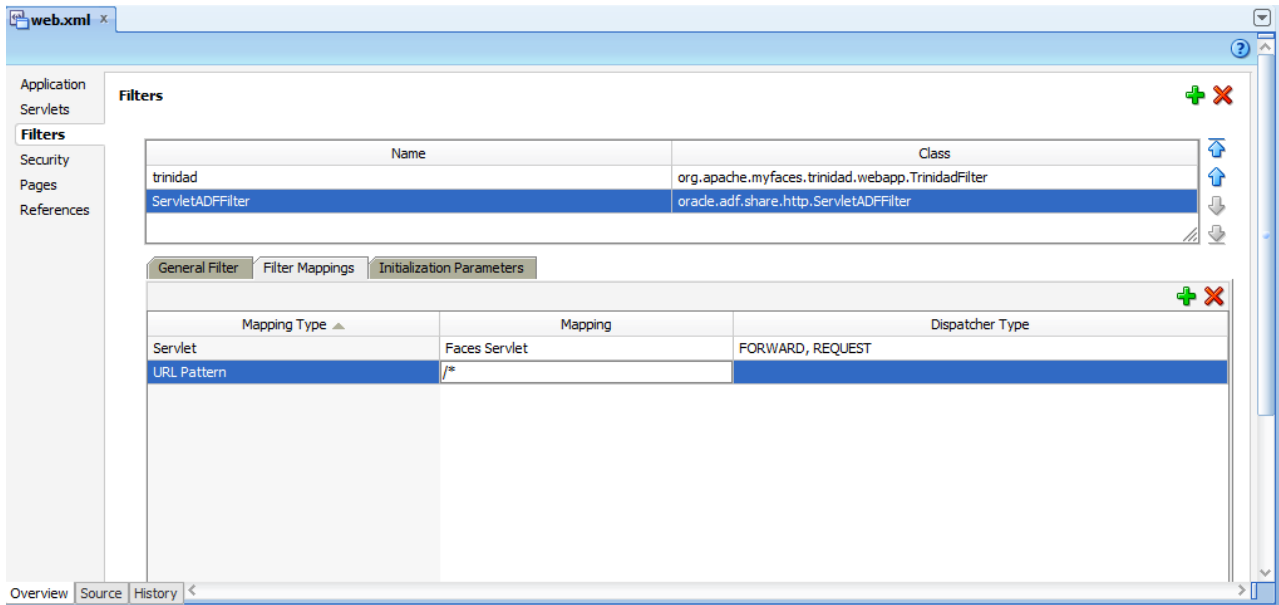 web.xml
Application
Servlets
Filters
Security
Pages
References
Filters
Name Class
trinidad org.apache.myfaces.trinidad.webapp.TrinidadFilter
ServletADFFilter oracle.adf.share.http.ServletADFFilter
General Filter Filter Mappings Initialization Parameters
Mapping Type Mapping Dispatcher Type
Servlet Faces Servlet FORWARD, REQUEST
URL Pattern /*
Overview Source History